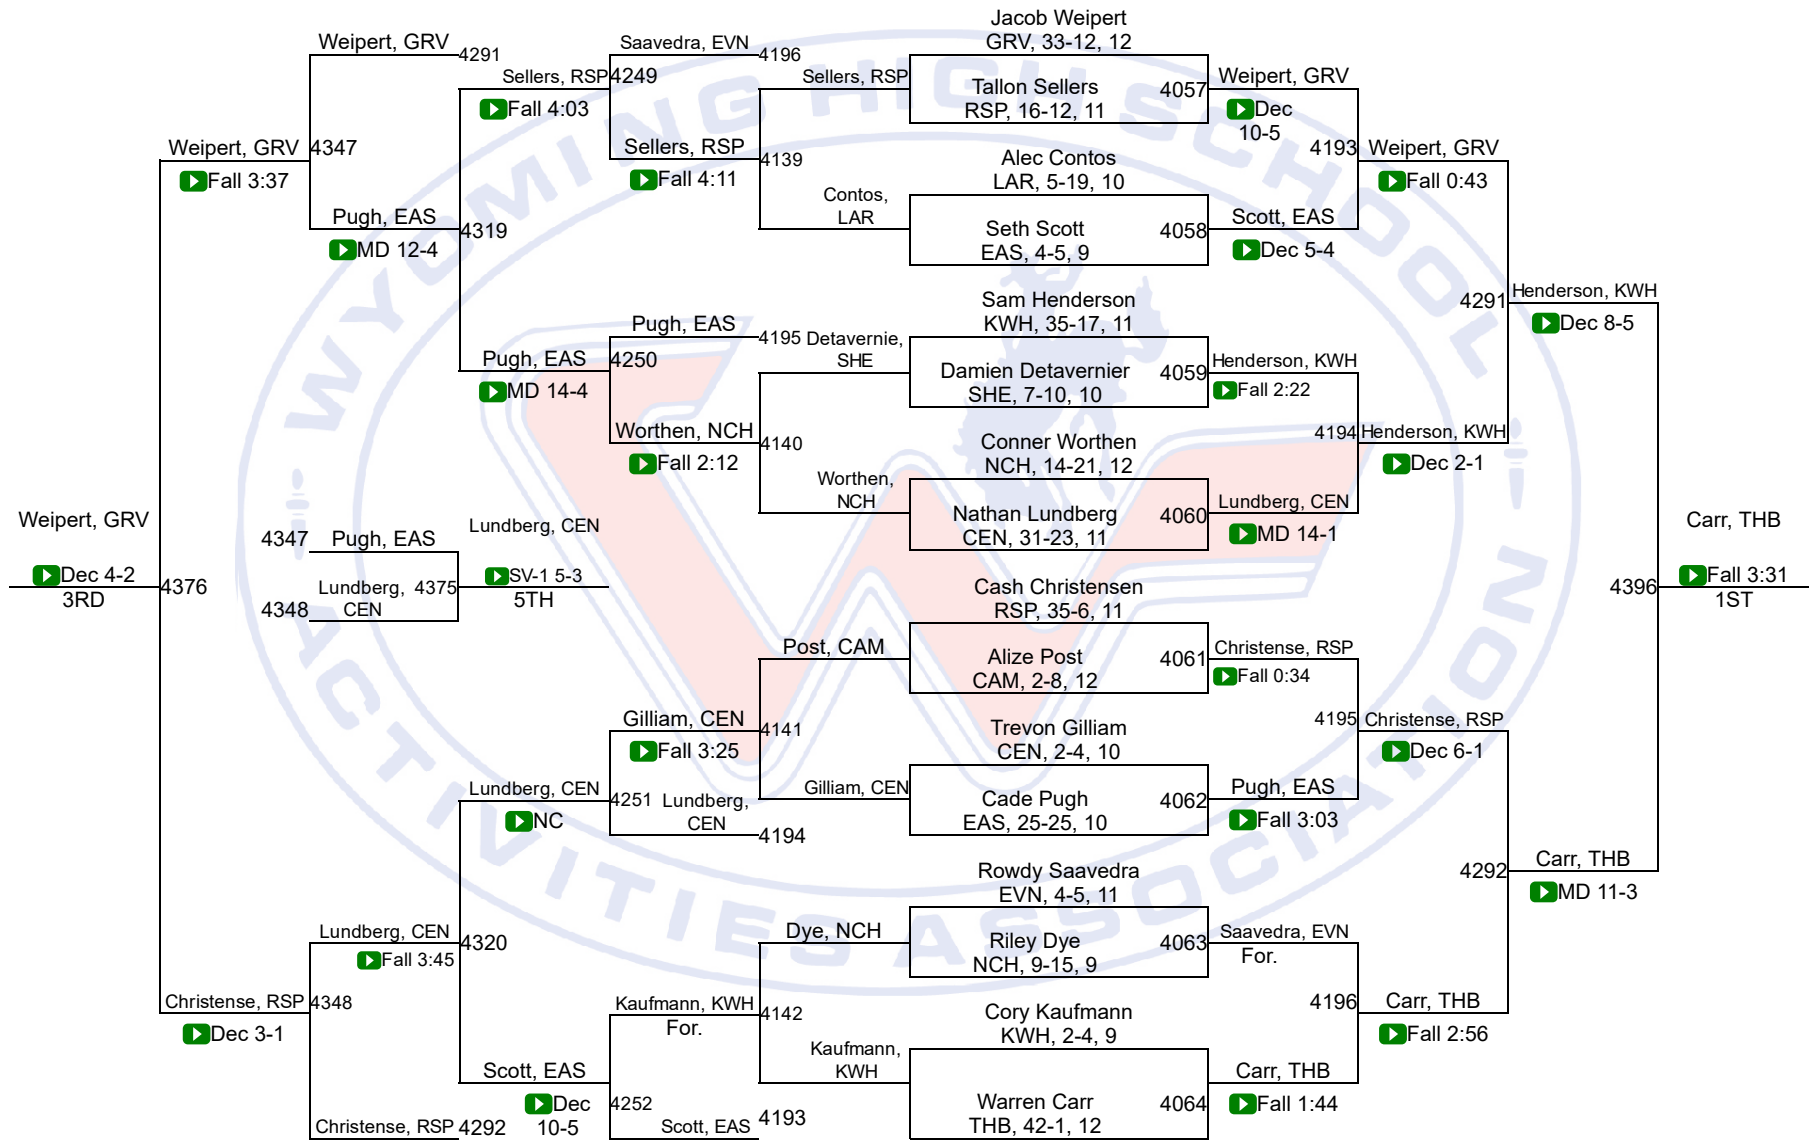 Jacob Weipert
GRV, 33-12, 12
Weipert, GRV
4291
Saavedra, EVN
4196
Sellers, RSP
4249
Sellers, RSP
Tallon Sellers
RSP, 16-12, 11
4057
Weipert, GRV
Fall 4:03
Dec
10-5
Weipert, GRV
4347
Sellers, RSP
4139
Alec Contos
LAR, 5-19, 10
4193
Weipert, GRV
Fall 3:37
Fall 4:11
Fall 0:43
Contos,
LAR
Pugh, EAS
4319
Seth Scott
EAS, 4-5, 9
4058
Scott, EAS
MD 12-4
Dec 5-4
Sam Henderson
KWH, 35-17, 11
4291
Henderson, KWH
Dec 8-5
Pugh, EAS
4195
Detavernie,
SHE
Pugh, EAS
4250
Damien Detavernier
SHE, 7-10, 10
4059
Henderson, KWH
MD 14-4
Fall 2:22
Worthen, NCH
4140
Conner Worthen
NCH, 14-21, 12
4194
Henderson, KWH
Fall 2:12
Dec 2-1
Worthen,
NCH
Nathan Lundberg
CEN, 31-23, 11
4060
Lundberg, CEN
MD 14-1
Weipert, GRV
Lundberg, CEN
Carr, THB
4347
Pugh, EAS
Dec 4-2
3RD
4376
Lundberg,
CEN
4375
SV-1 5-3
5TH
4348
Cash Christensen
RSP, 35-6, 11
4396
Fall 3:31
1ST
Post, CAM
Alize Post
CAM, 2-8, 12
4061
Christense, RSP
Fall 0:34
Gilliam, CEN
4141
Trevon Gilliam
CEN, 2-4, 10
4195
Christense, RSP
Fall 3:25
Dec 6-1
Lundberg, CEN
4251
Lundberg,
CEN
4194
Gilliam, CEN
Cade Pugh
EAS, 25-25, 10
4062
Pugh, EAS
NC
Fall 3:03
Rowdy Saavedra
EVN, 4-5, 11
4292
Carr, THB
MD 11-3
Lundberg, CEN
4320
Fall 3:45
Dye, NCH
Riley Dye
NCH, 9-15, 9
4063
Saavedra, EVN
For.
Christense, RSP
4348
Dec 3-1
Kaufmann, KWH
For.
4142
Cory Kaufmann
KWH, 2-4, 9
4196
Carr, THB
Fall 2:56
Kaufmann,
KWH
Scott, EAS
4252
Dec
10-5
Warren Carr
THB, 42-1, 12
4064
Carr, THB
Fall 1:44
Christense, RSP
4292
Scott, EAS
4193
WYOMING HIGH SCHOOL
ACTIVITIES ASSOCIATION